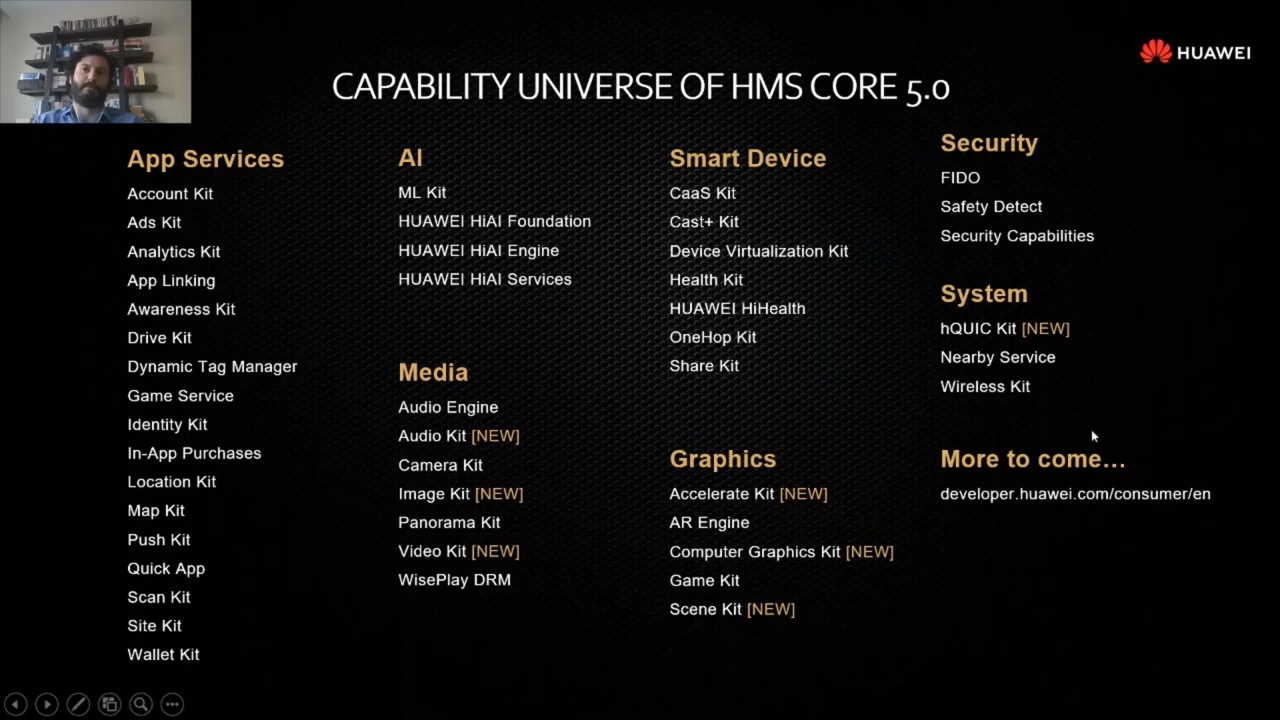 HUAWEI
CAPABILITY UNIVERSE OF HMS CORE 5.0
App Services
Account Kit
Ads Kit
Analytics Kit
App Linking
Awareness Kit
Drive Kit
Dynamic Tag Manager
Game Service
Identity Kit
In-App Purchases
Location Kit
Map Kit
Push Kit
Quick App
Scan Kit
Site Kit
Wallet Kit
AI
ML Kit
HUAWEI HiAI Foundation
HUAWEI HiAI Engine
HUAWEI HiAI Services
Media
Audio Engine
Audio Kit [NEW]
Camera Kit
Image Kit [NEW]
Panorama Kit
Video Kit [NEW]
WisePlay DRM
Smart Device
CaaS Kit
Cast+ Kit
Device Virtualization Kit
Health Kit
HUAWEI HiHealth
OneHop Kit
Share Kit
Graphics
Accelerate Kit [NEW]
AR Engine
Computer Graphics Kit [NEW]
Game Kit
Scene Kit [NEW]
Security
FIDO
Safety Detect
Security Capabilities
System
hQUIC Kit [NEW]
Nearby Service
Wireless Kit
More to come...
developer.huawei.com/consumer/en